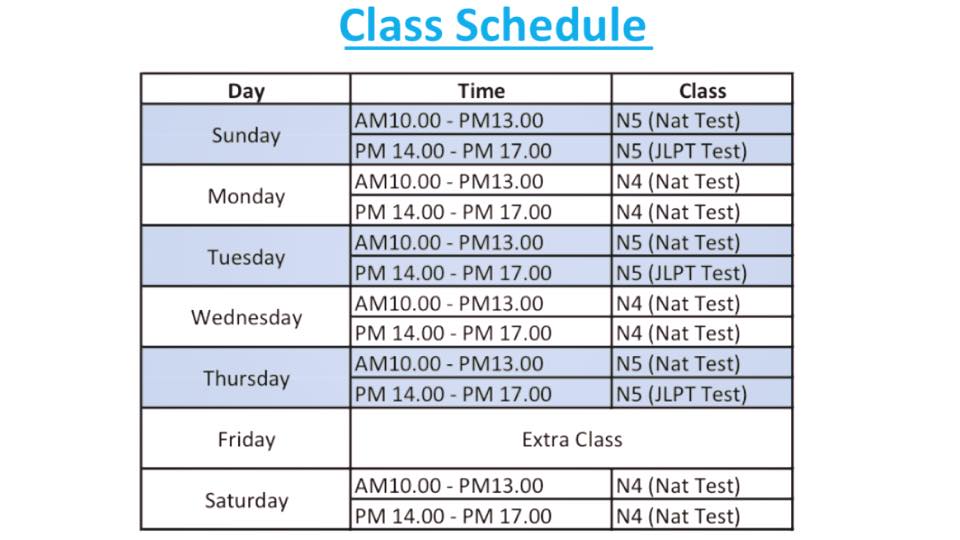 Class Schedule
Day Time Class
Sunday AM10.00 - PM13.00 N5 (Nat Test)
PM 14.00 - PM 17.00 N5 (JLPT Test)
Monday AM10.00 - PM13.00 N4 (Nat Test)
PM 14.00 - PM 17.00 N4 (Nat Test)
Tuesday AM10.00 - PM13.00 N5 (Nat Test)
PM 14.00 - PM 17.00 N5 (JLPT Test)
Wednesday AM10.00 - PM13.00 N4 (Nat Test)
PM 14.00 - PM 17.00 N4 (Nat Test)
Thursday AM10.00 - PM13.00 N5 (Nat Test)
PM 14.00 - PM 17.00 N5 (JLPT Test)
Friday Extra Class
Saturday AM10.00 - PM13.00 N4 (Nat Test)
PM 14.00 - PM 17.00 N4 (Nat Test)